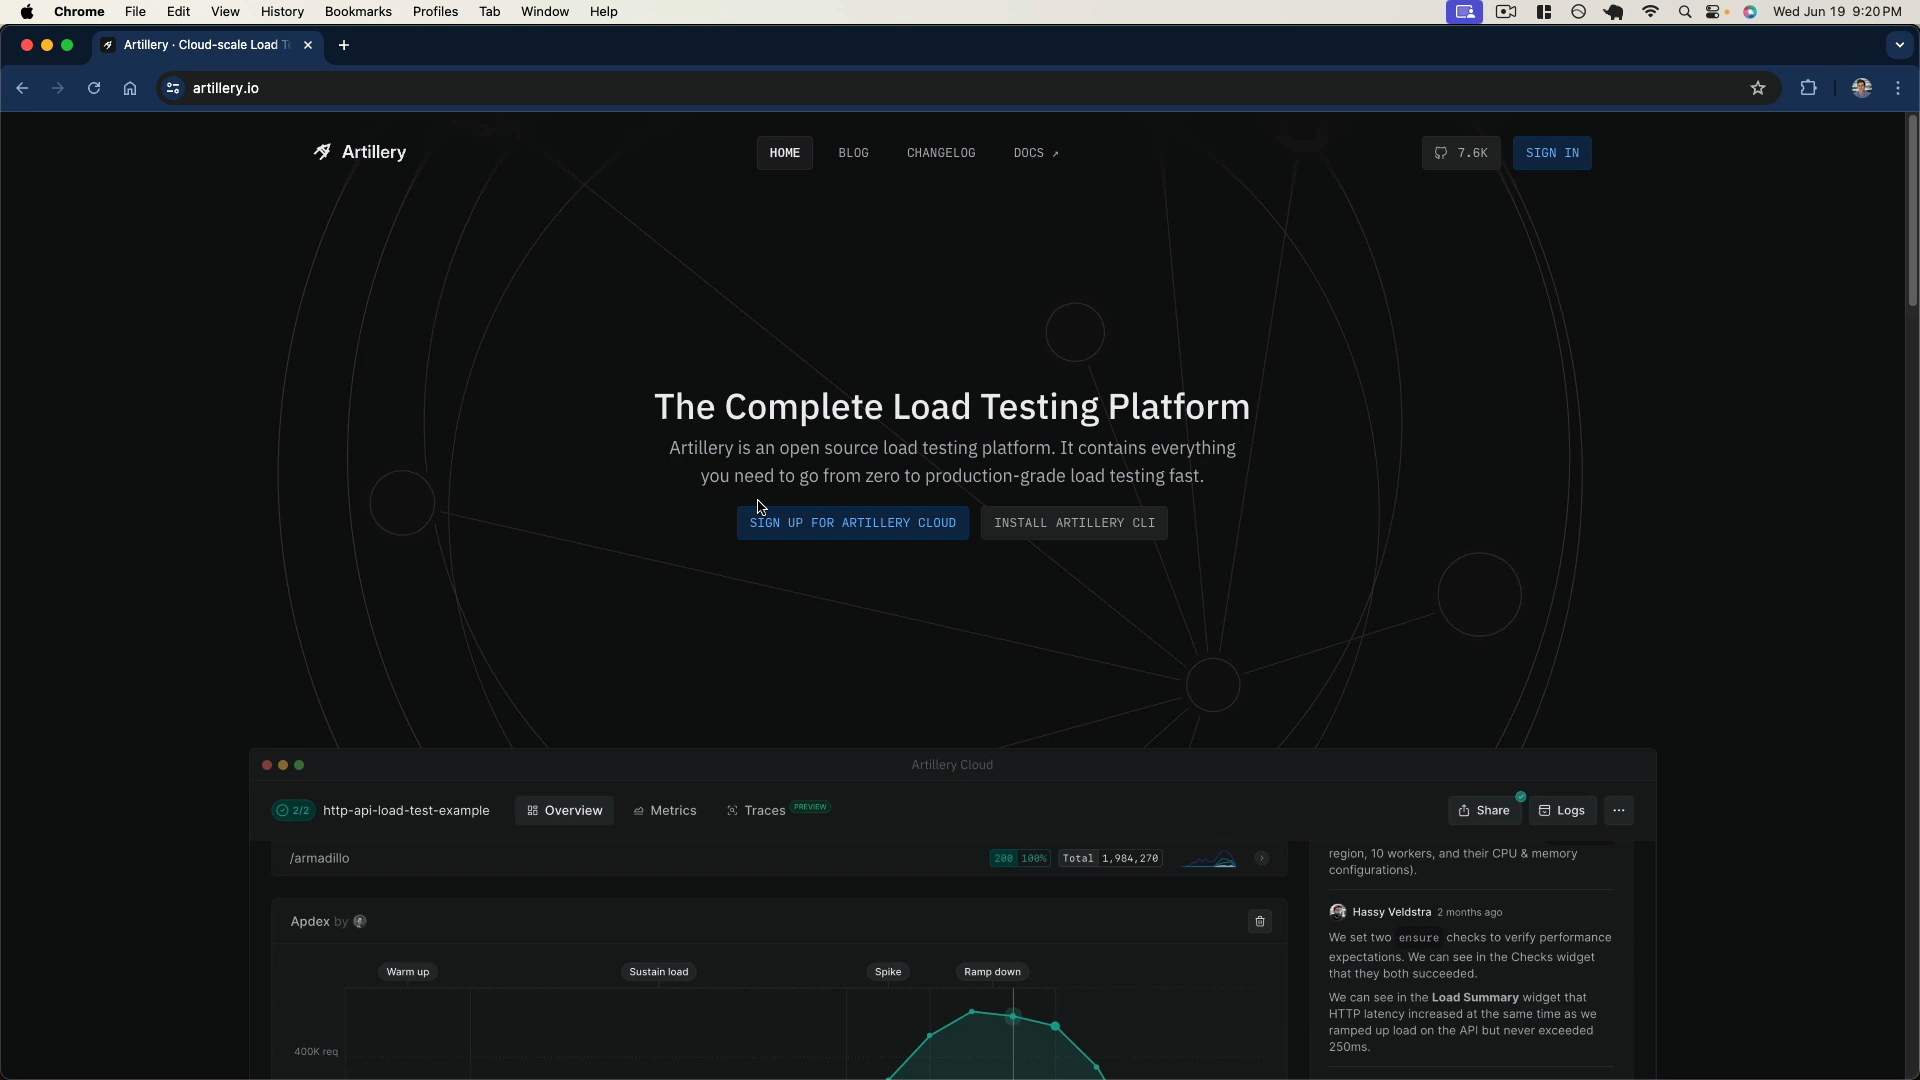 Chrome File Edit View History Bookmarks Profiles Tab Window Help Wed Jun 19 9:20 PM
Artillery · Cloud-scale Load Te
artillery.io
Artillery HOME BLOG CHANGELOG DOCS ↗ 7.6K SIGN IN
The Complete Load Testing Platform
Artillery is an open source load testing platform. It contains everything
you need to go from zero to production-grade load testing fast.
SIGN UP FOR ARTILLERY CLOUD INSTALL ARTILLERY CLI
Artillery Cloud
2/2 http-api-load-test-example Overview Metrics Traces PREVIEW Share Logs
/armadillo 200 100% Total 1,984,270
region, 10 workers, and their CPU & memory
configurations).
Apdex by
Hassy Veldstra 2 months ago
We set two ensure checks to verify performance
expectations. We can see in the Checks widget
that they both succeeded.
Warm up Sustain load Spike Ramp down
We can see in the Load Summary widget that
HTTP latency increased at the same time as we
ramped up load on the API but never exceeded
250ms.
400K req